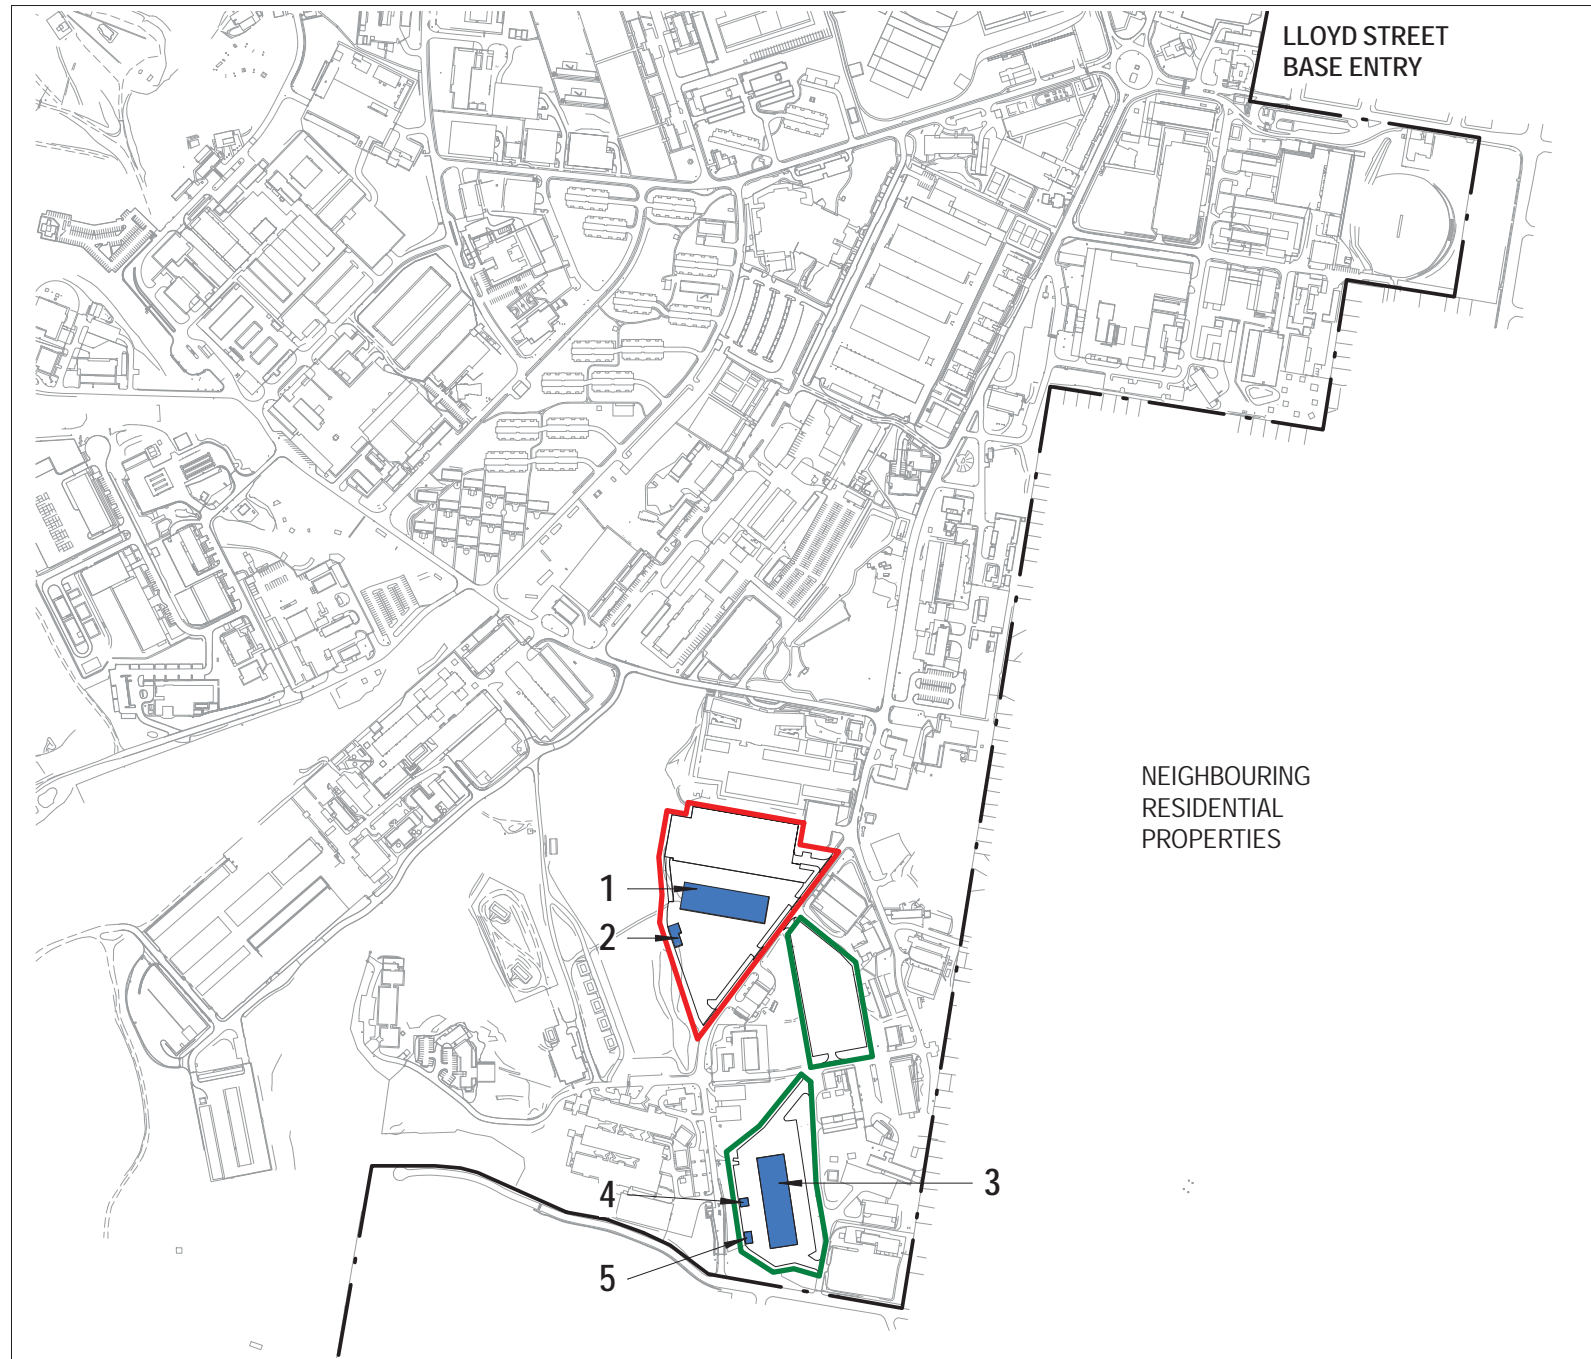 LLOYD STREET
BASE ENTRY
NEIGHBOURING
RESIDENTIAL
PROPERTIES
1
2
3
4
5